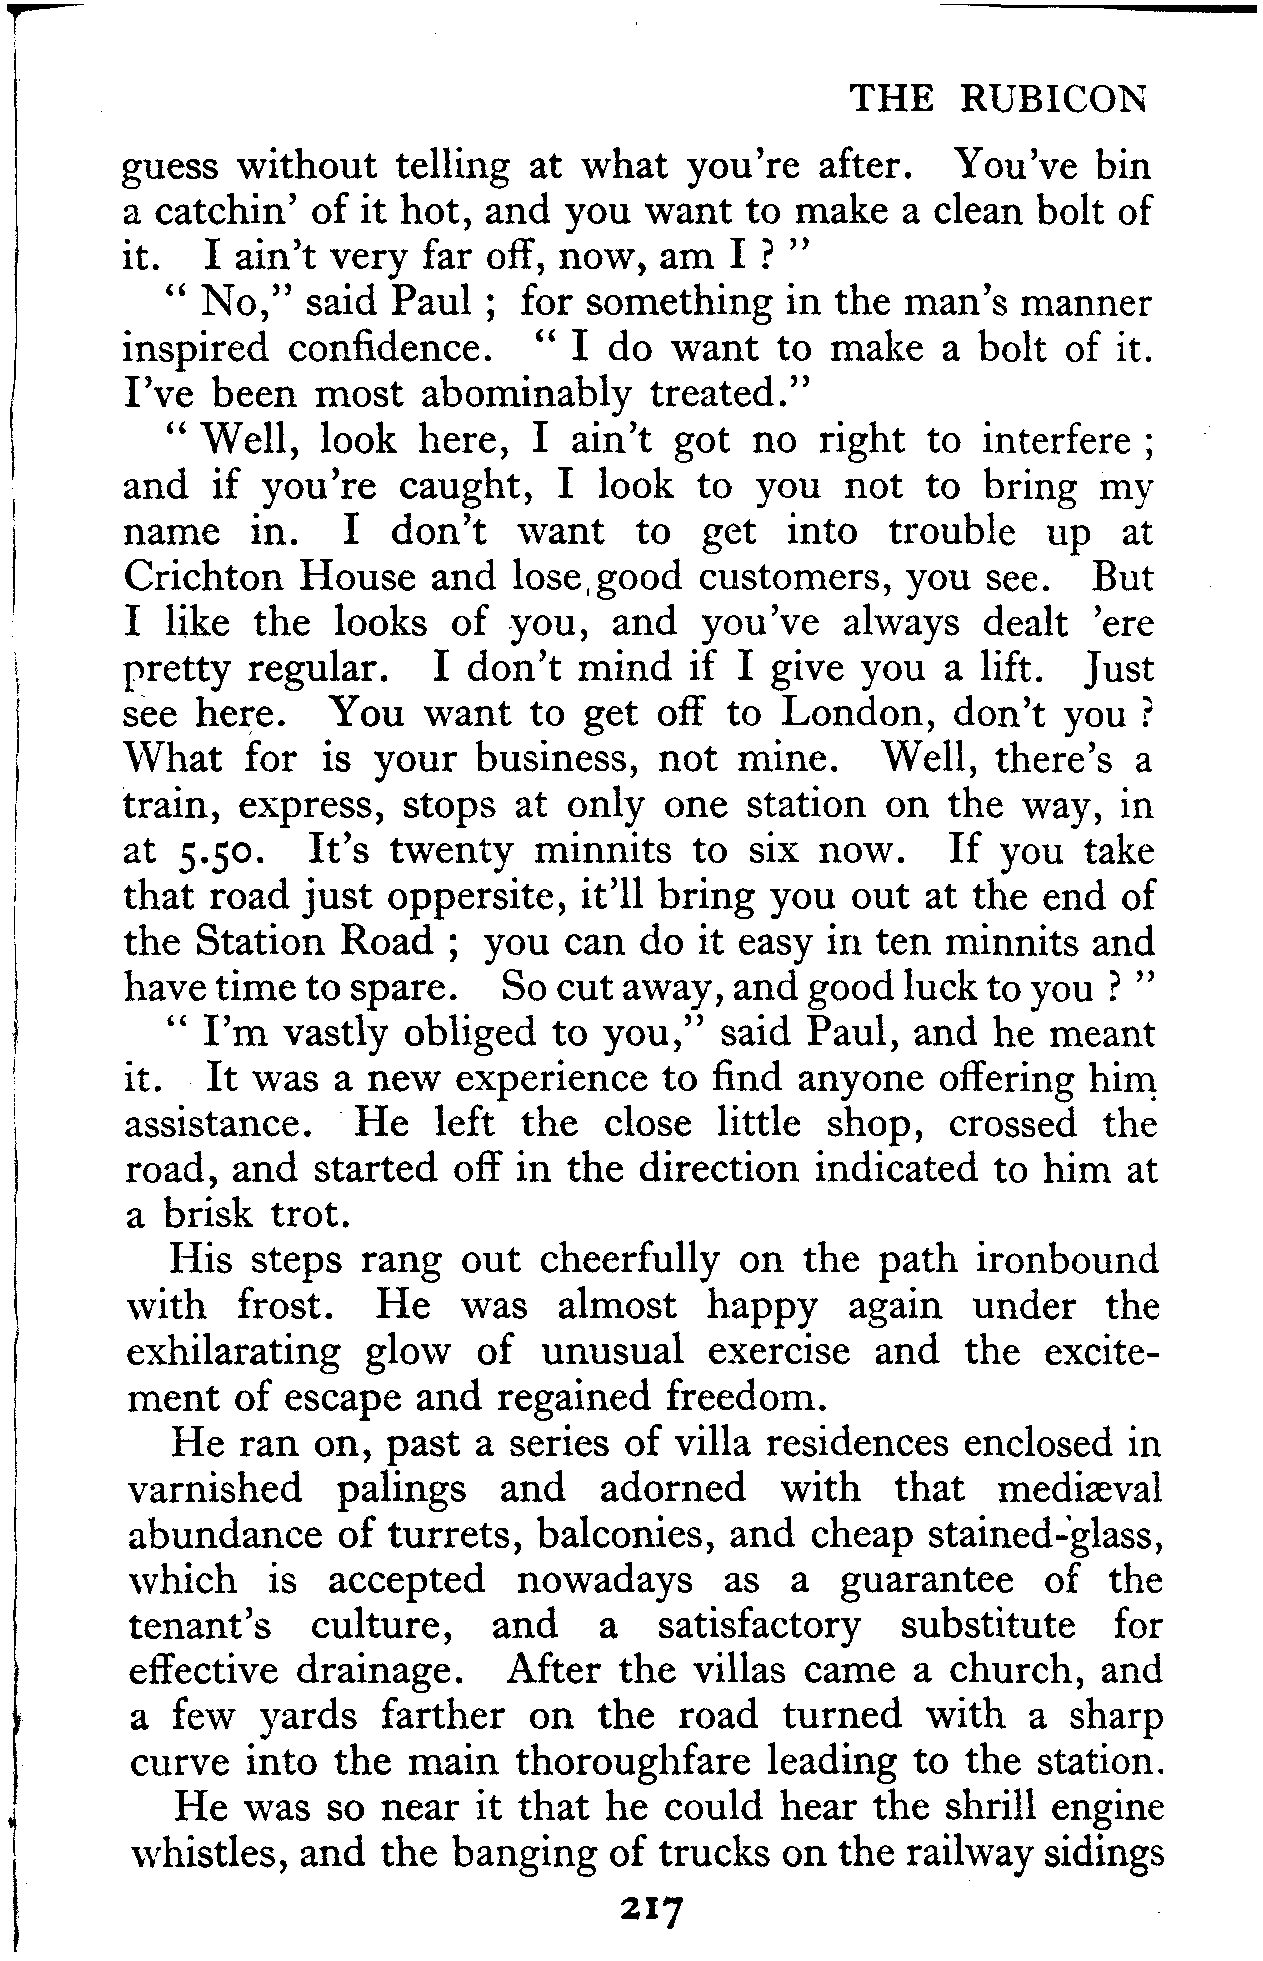 THE RUBICON
guess without telling at what you're after. You've bin
a catchin' of it hot, and you want to make a clean bolt of
it. I ain't very far off, now, am I ? "
" No," said Paul ; for something in the man's manner
inspired confidence. " I do want to make a bolt of it.
I've been most abominably treated."
" Well, look here, I ain't got no right to interfere ;
and if you're caught, I look to you not to bring my
name in. I don't want to get into trouble up at
Crichton House and lose good customers, you see. But
I like the looks of you, and you've always dealt 'ere
pretty regular. I don't mind if I give you a lift. Just
see here. You want to get off to London, don't you ?
What for is your business, not mine. Well, there's a
train, express, stops at only one station on the way, in
at 5.50. It's twenty minnits to six now. If you take
that road just oppersite, it'll bring you out at the end of
the Station Road ; you can do it easy in ten minnits and
have time to spare. So cut away, and good luck to you ? "
" I'm vastly obliged to you," said Paul, and he meant
it. It was a new experience to find anyone offering him
assistance. He left the close little shop, crossed the
road, and started off in the direction indicated to him at
a brisk trot.
His steps rang out cheerfully on the path ironbound
with frost. He was almost happy again under the
exhilarating glow of unusual exercise and the excite-
ment of escape and regained freedom.
He ran on, past a series of villa residences enclosed in
varnished palings and adorned with that mediæval
abundance of turrets, balconies, and cheap stained-glass,
which is accepted nowadays as a guarantee of the
tenant's culture, and a satisfactory substitute for
effective drainage. After the villas came a church, and
a few yards farther on the road turned with a sharp
curve into the main thoroughfare leading to the station.
He was so near it that he could hear the shrill engine
whistles, and the banging of trucks on the railway sidings
217